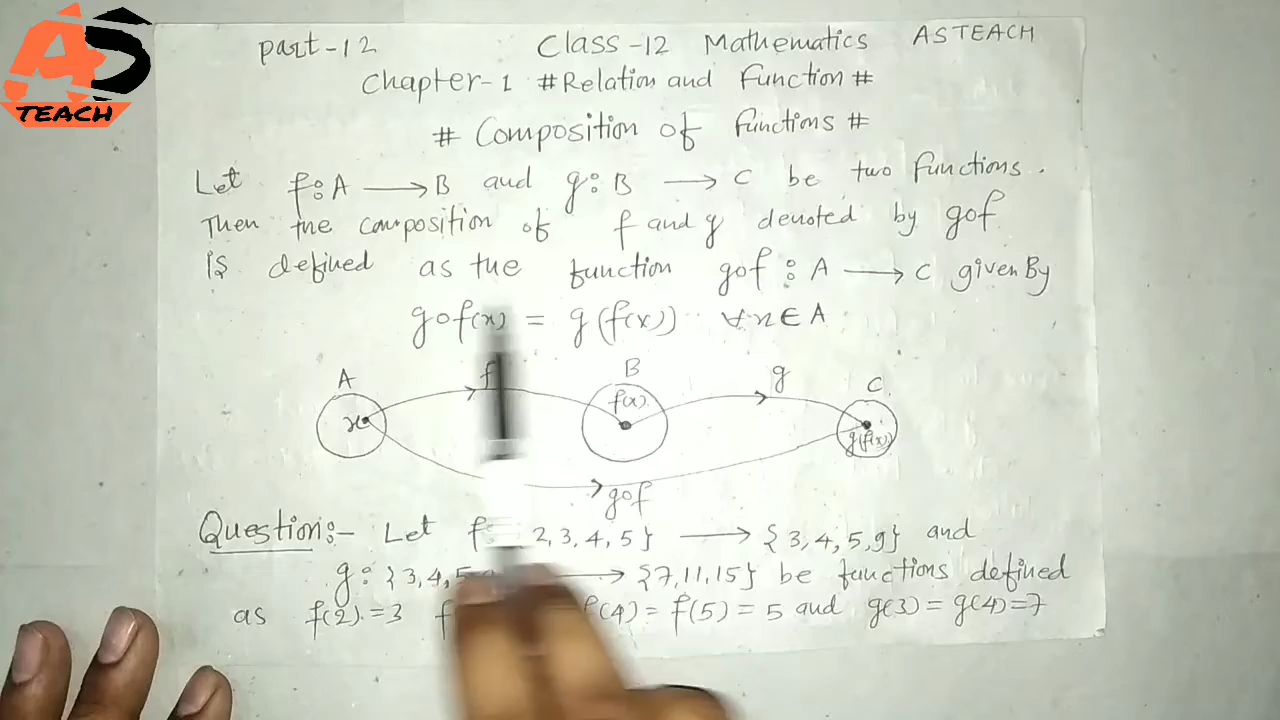 AS
TEACH
part-12 Class-12 Mathematics ASTEACH
Chapter-1 #Relation and Function#
# Composition of Functions #
Let f: A ⟶ B and g: B ⟶ C be two functions.
Then the composition of f and g denoted by gof
is defined as the function gof : A ⟶ C given By
gof(x) = g(f(x)) ∀ x ∈ A
A f B g C
x f(x). g(f(x))
gof
Question:- Let f: 2, 3, 4, 5} ⟶ {3, 4, 5, 9} and
g: {3, 4, 5 ⟶ {7, 11, 15} be functions defined
as f(2) = 3 f (4) = f(5) = 5 and g(3) = g(4) = 7